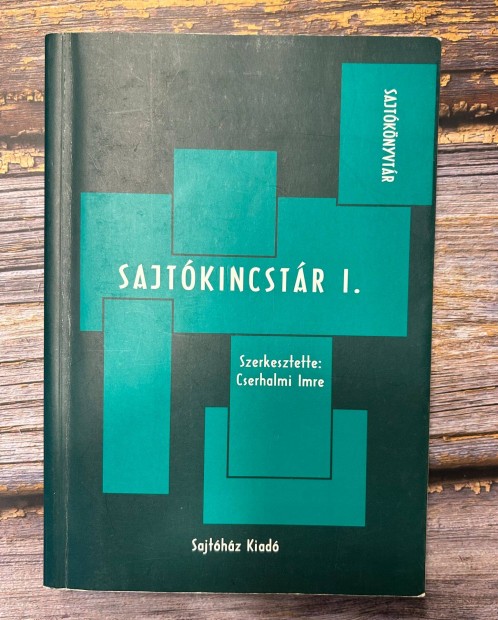 SAJTÓKÖNYVTÁR
SAJTÓKINCSTÁR I.
Szerkesztette:
Cserhalmi Imre
Sajtóház Kiadó